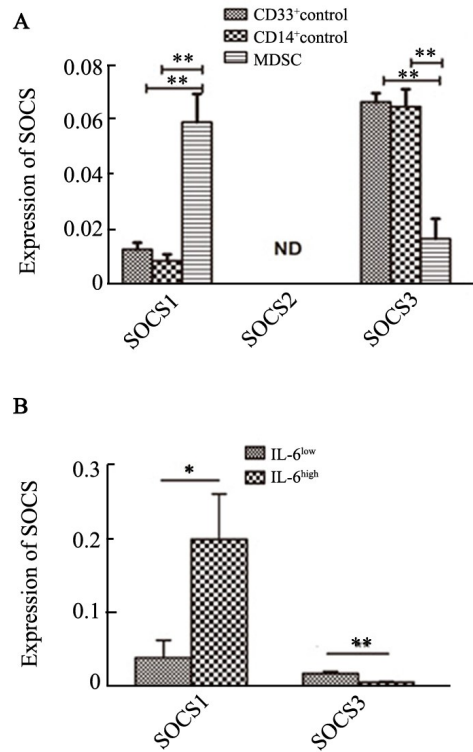 A
CD33⁺control
CD14⁺control
MDSC
**
**
**
**
Expression of SOCS
0.08
0.06
0.04
0.02
0
ND
SOCS1
SOCS2
SOCS3
B
IL-6ˡᵒʷ
IL-6ʰⁱᵍʰ
*
**
Expression of SOCS
0.3
0.2
0.1
0
SOCS1
SOCS3